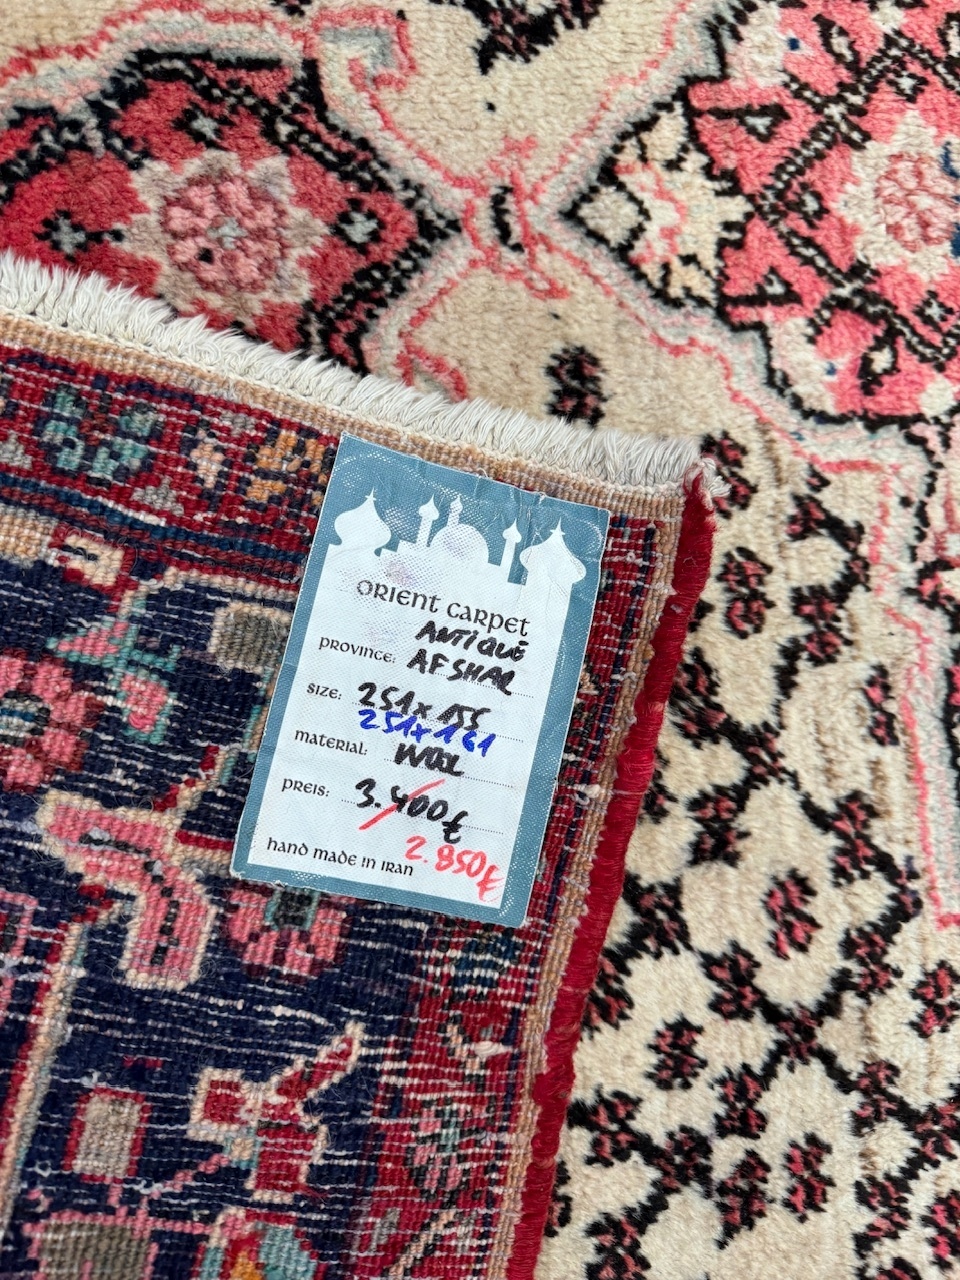 ORIENT CARPET
ANTIQUE
PROVINCE: AFSHAR
SIZE: 251x155
251x161
MATERIAL: WOOL
PREIS: 3.400€
2.850€
HAND MADE IN IRAN